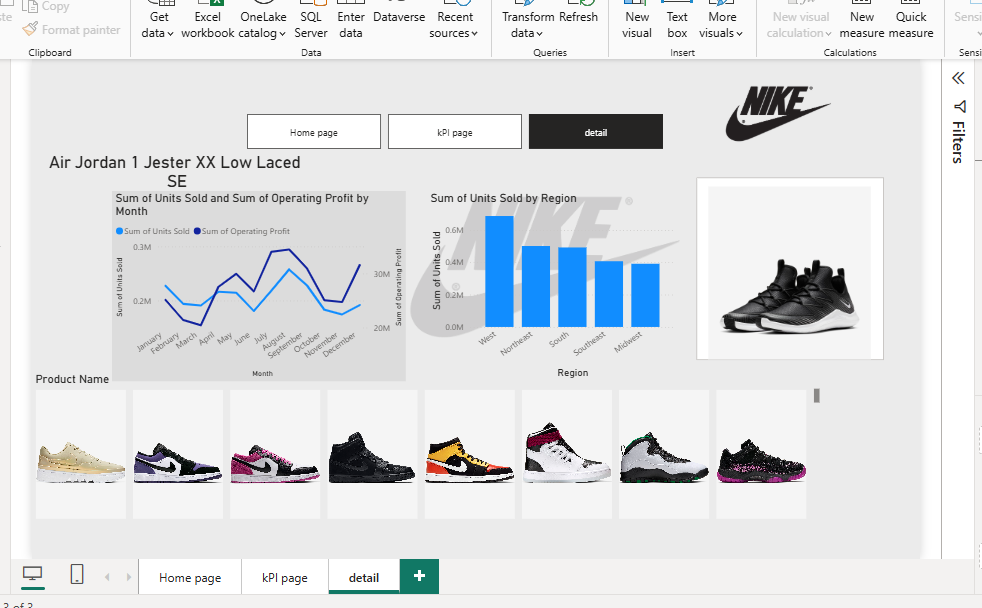 Copy
Format painter
Clipboard
Get data
Excel workbook
OneLake catalog
SQL Server
Enter data
Dataverse
Recent sources
Data
Transform data
Refresh
Queries
New visual
Text box
More visuals
Insert
New visual calculation
New measure
Quick measure
Calculations
Sensi
Filters
NIKE
Home page
kPI page
detail
Air Jordan 1 Jester XX Low Laced
SE
Sum of Units Sold and Sum of Operating Profit by
Month
Sum of Units Sold
Sum of Operating Profit
0.3M
0.2M
Sum of Units Sold
30M
20M
Sum of Operating Profit
January
February
March
April
May
June
July
August
September
October
November
December
Month
Sum of Units Sold by Region
NIKE
0.6M
0.4M
0.2M
0.0M
Sum of Units Sold
West
Northeast
South
Southeast
Midwest
Region
Product Name
Home page
kPI page
detail
+